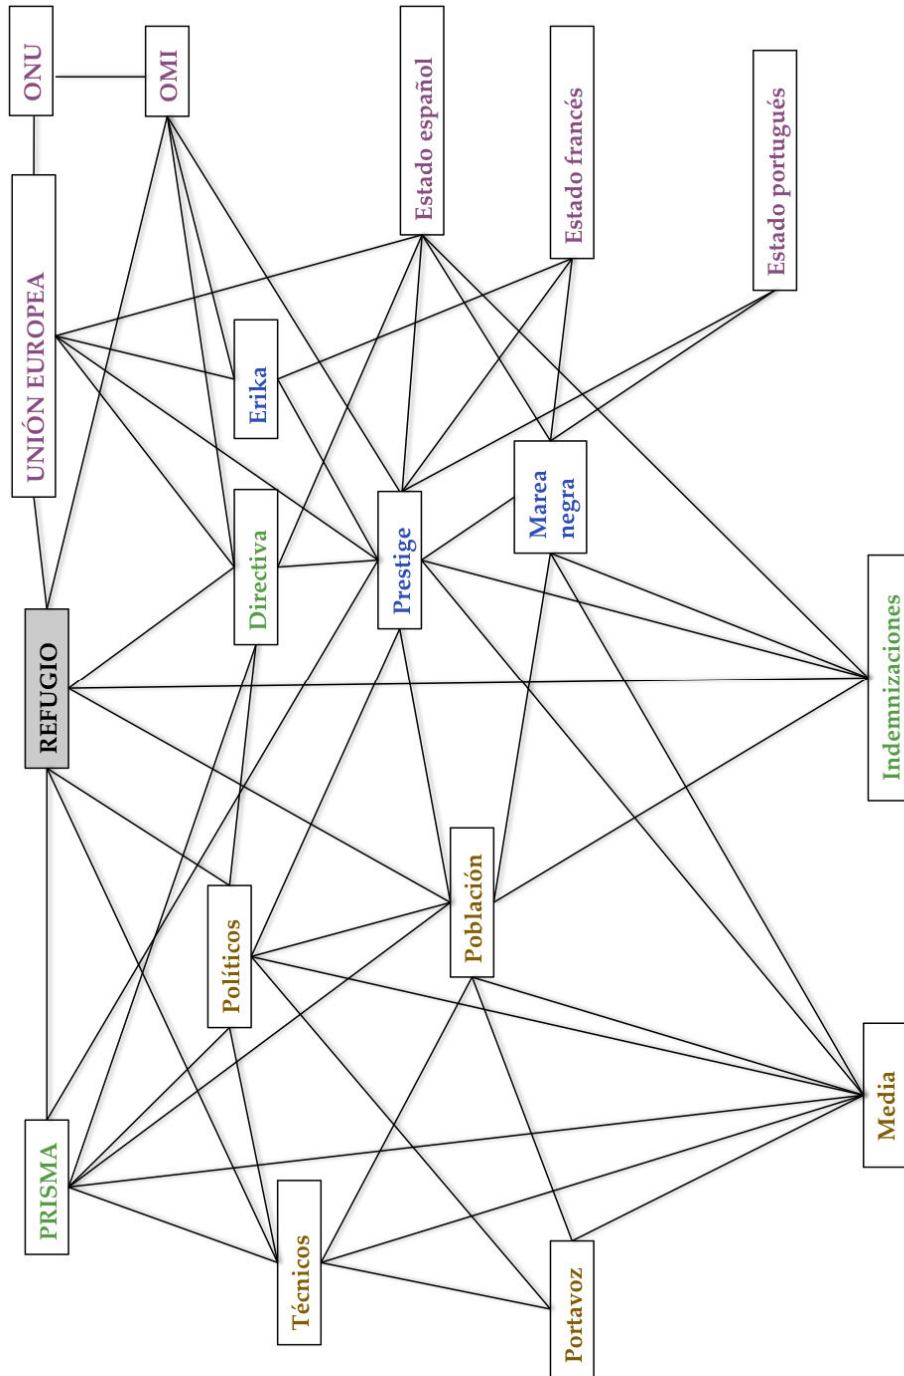 PRISMA
REFUGIO
UNIÓN EUROPEA
ONU
OMI
Políticos
Directiva
Erika
Técnicos
Prestige
Estado español
Población
Marea
negra
Portavoz
Estado francés
Estado portugués
Media
Indemnizaciones